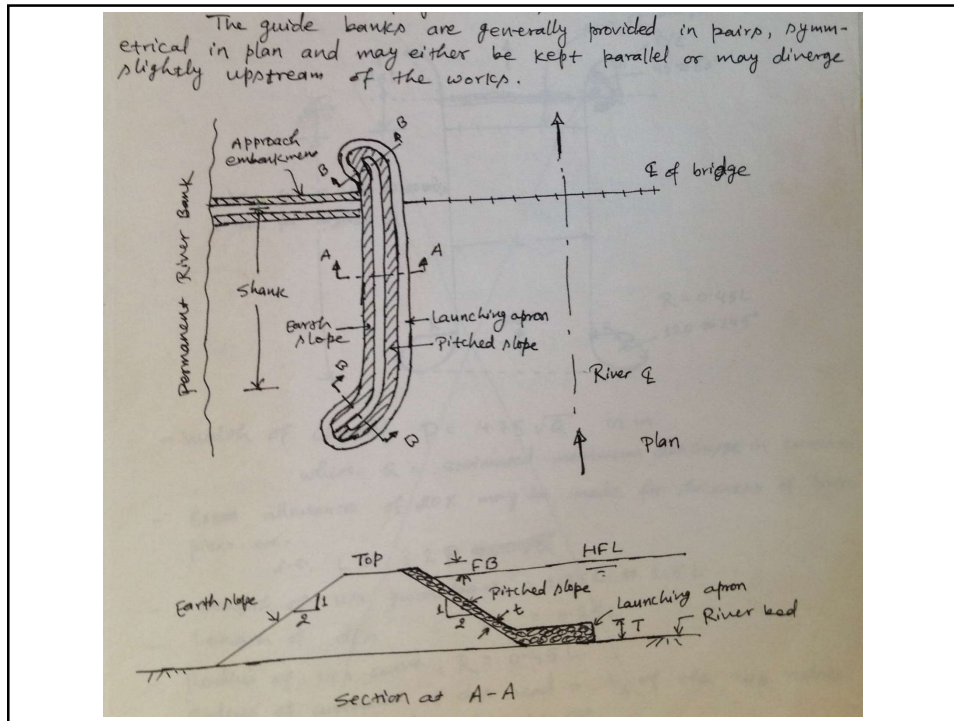 The guide banks are generally provided in pairs, symm-
etrical in plan and may either be kept parallel or may diverge
slightly upstream of the works.
Approach
embankment
B
B
℄ of bridge
Permanent River Bank
A
A
Shank
Earth
slope
Launching apron
Pitched slope
B
B
River ℄
Plan
R = 0.45L
Top
FB
HFL
Earth slope
1
2
Pitched slope
1
2
t
Launching apron
T
River bed
Section at A-A